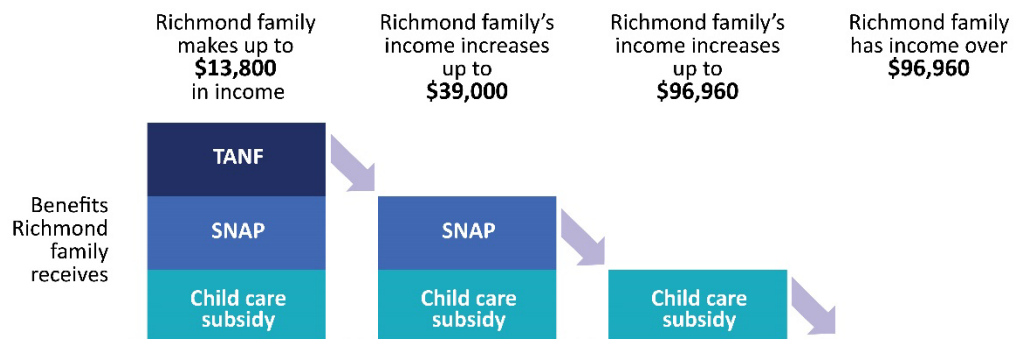 Richmond family
makes up to
$13,800
in income
Richmond family’s
income increases
up to
$39,000
Richmond family’s
income increases
up to
$96,960
Richmond family
has income over
$96,960
Benefits
Richmond
family
receives
TANF
SNAP
Child care
subsidy
SNAP
Child care
subsidy
Child care
subsidy